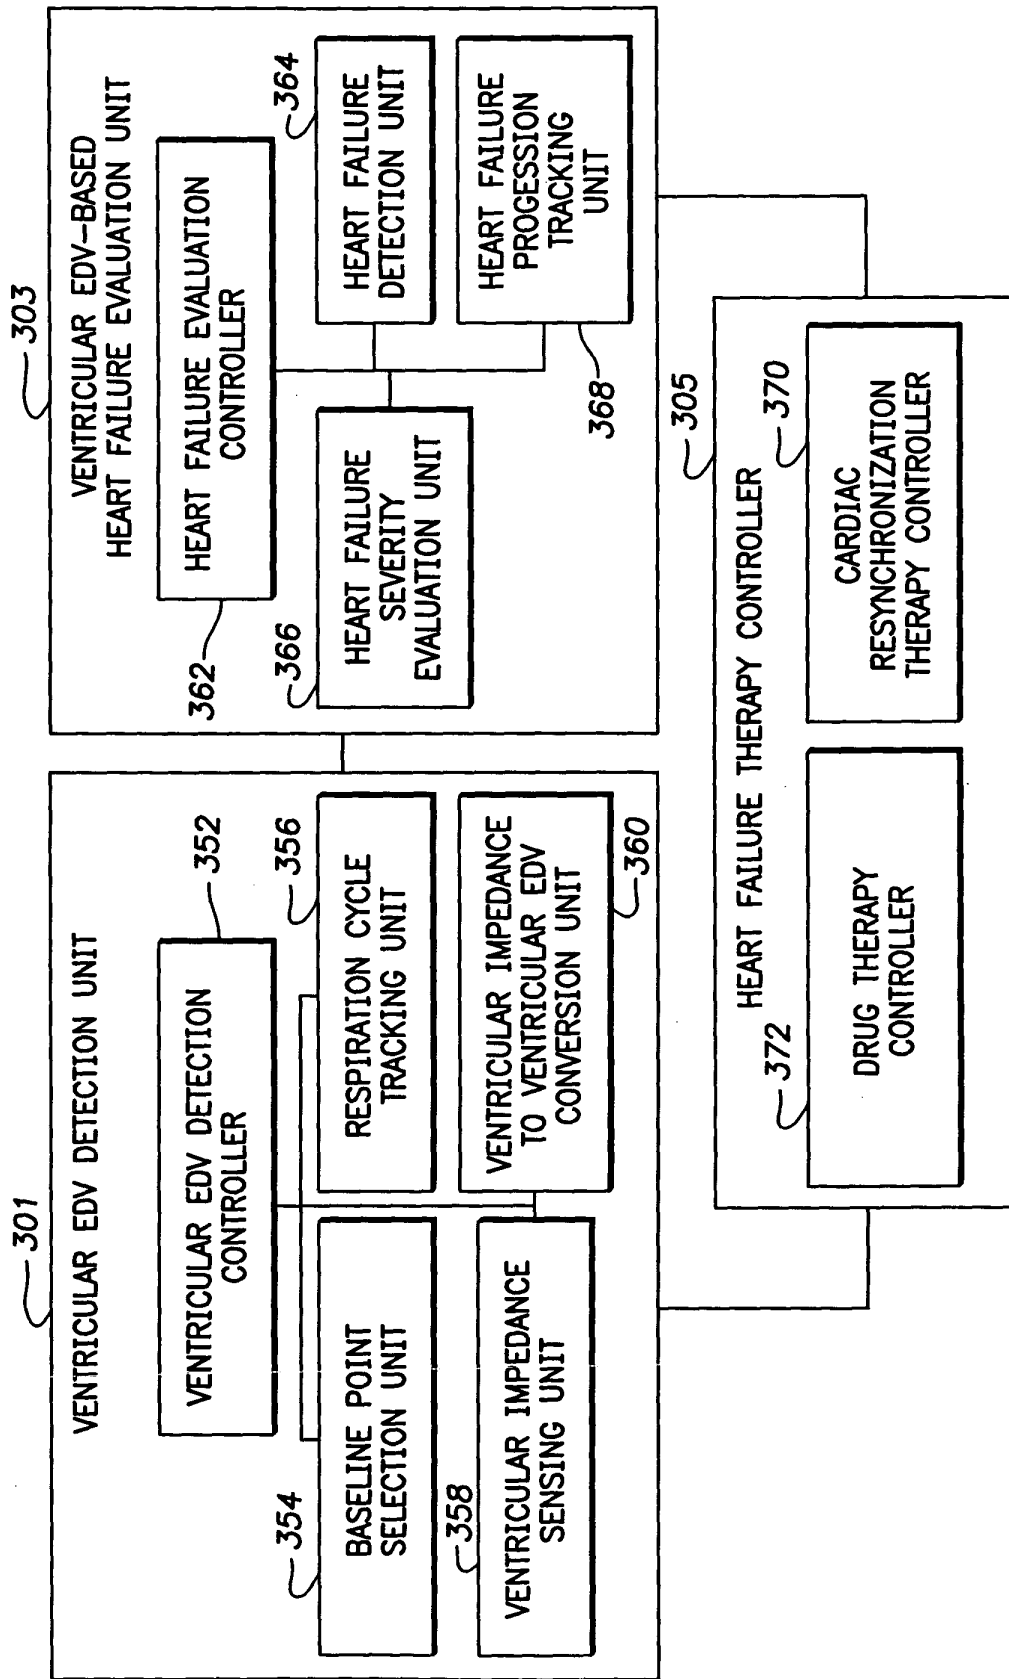 301
VENTRICULAR EDV DETECTION UNIT
352
VENTRICULAR EDV DETECTION
CONTROLLER
354
BASELINE POINT
SELECTION UNIT
356
RESPIRATION CYCLE
TRACKING UNIT
358
VENTRICULAR IMPEDANCE
SENSING UNIT
VENTRICULAR IMPEDANCE
TO VENTRICULAR EDV
CONVERSION UNIT
360
303
VENTRICULAR EDV-BASED
HEART FAILURE EVALUATION UNIT
HEART FAILURE EVALUATION
CONTROLLER
362
366
HEART FAILURE
SEVERITY
EVALUATION UNIT
364
HEART FAILURE
DETECTION UNIT
HEART FAILURE
PROGESSION
TRACKING
UNIT
368
305
HEART FAILURE THERAPY CONTROLLER
372
DRUG THERAPY
CONTROLLER
370
CARDIAC
RESYNCHRONIZATION
THERAPY CONTROLLER